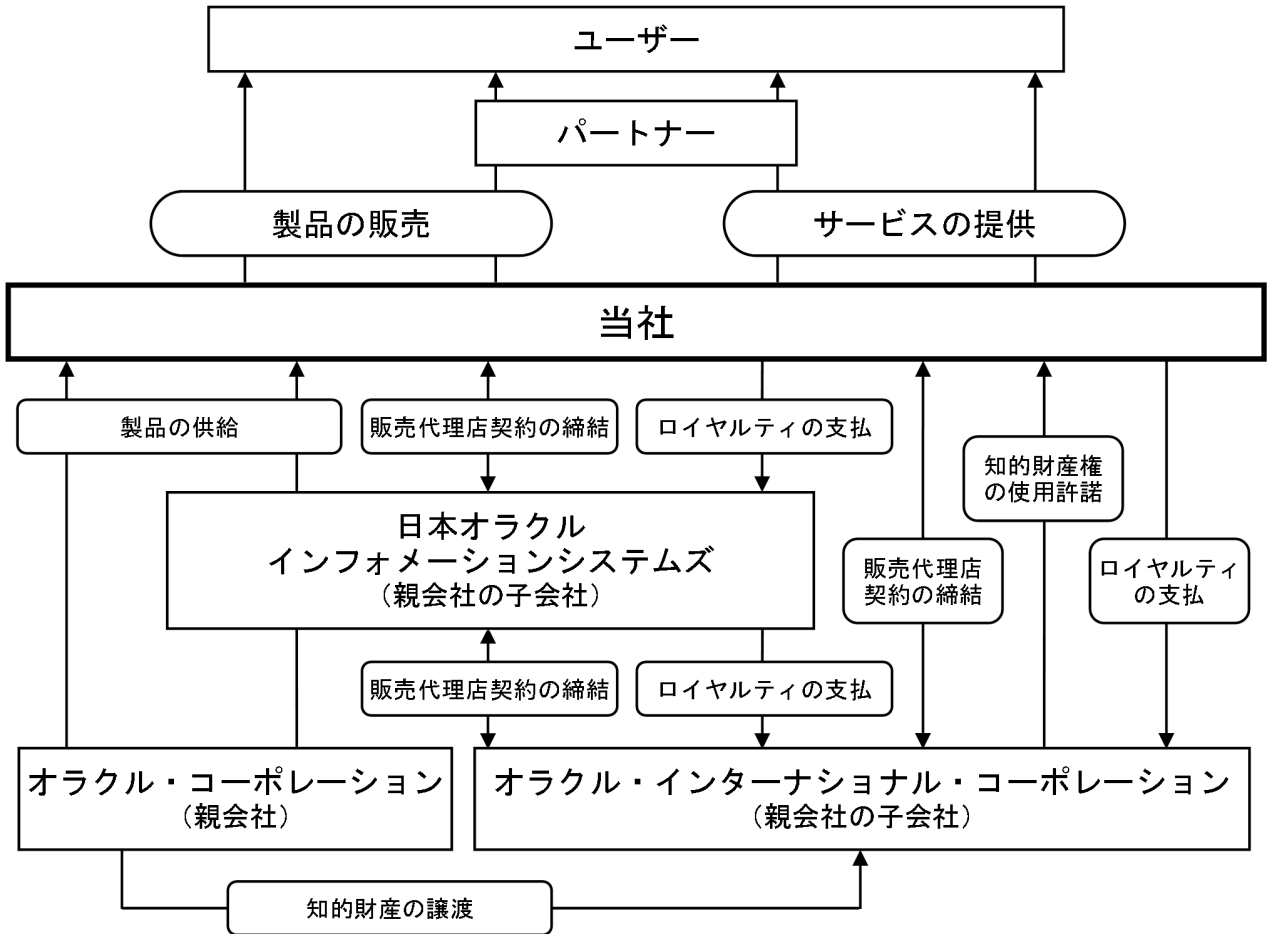 ユーザー
パートナー
製品の販売
サービスの提供
当社
製品の供給
販売代理店契約の締結
ロイヤルティの支払
知的財産権
の使用許諾
日本オラクル
インフォメーションシステムズ
（親会社の子会社）
販売代理店
契約の締結
ロイヤルティ
の支払
販売代理店契約の締結
ロイヤルティの支払
オラクル・コーポレーション
（親会社）
オラクル・インターナショナル・コーポレーション
（親会社の子会社）
知的財産の譲渡